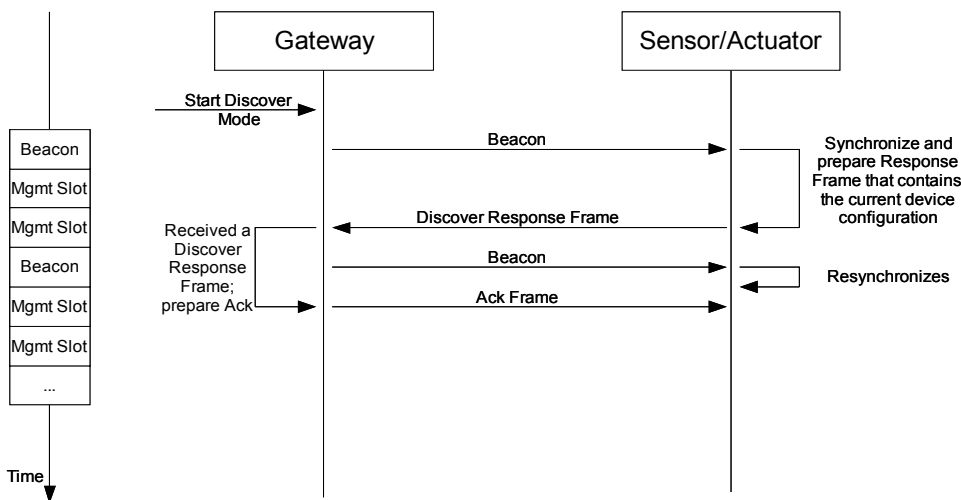 Gateway
Sensor/Actuator
Start Discover
Mode
Beacon
Beacon
Synchronize and
prepare Response
Frame that contains
the current device
configuration
Mgmt Slot
Mgmt Slot
Discover Response Frame
Received a
Discover
Response
Frame;
prepare Ack
Beacon
Beacon
Resynchronizes
Mgmt Slot
Ack Frame
Mgmt Slot
...
Time